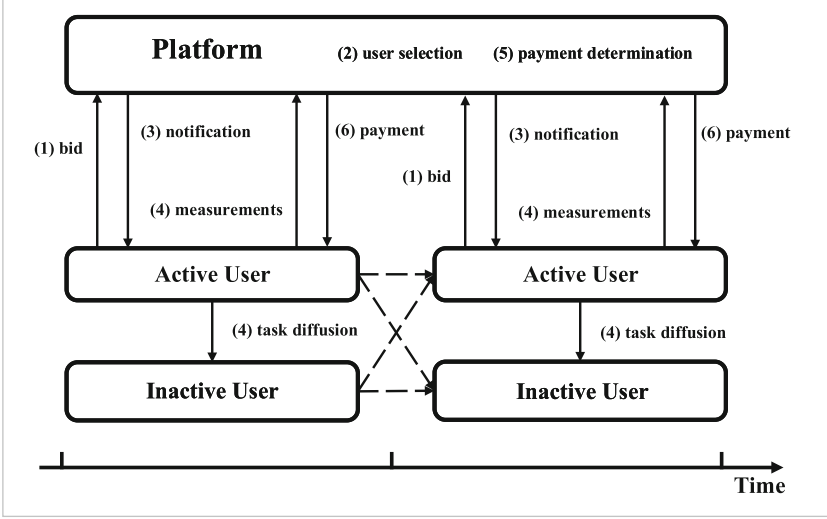 Platform
(2) user selection
(5) payment determination
(1) bid
(3) notification
(6) payment
(4) measurements
(1) bid
(3) notification
(6) payment
(4) measurements
Active User
Active User
(4) task diffusion
(4) task diffusion
Inactive User
Inactive User
Time